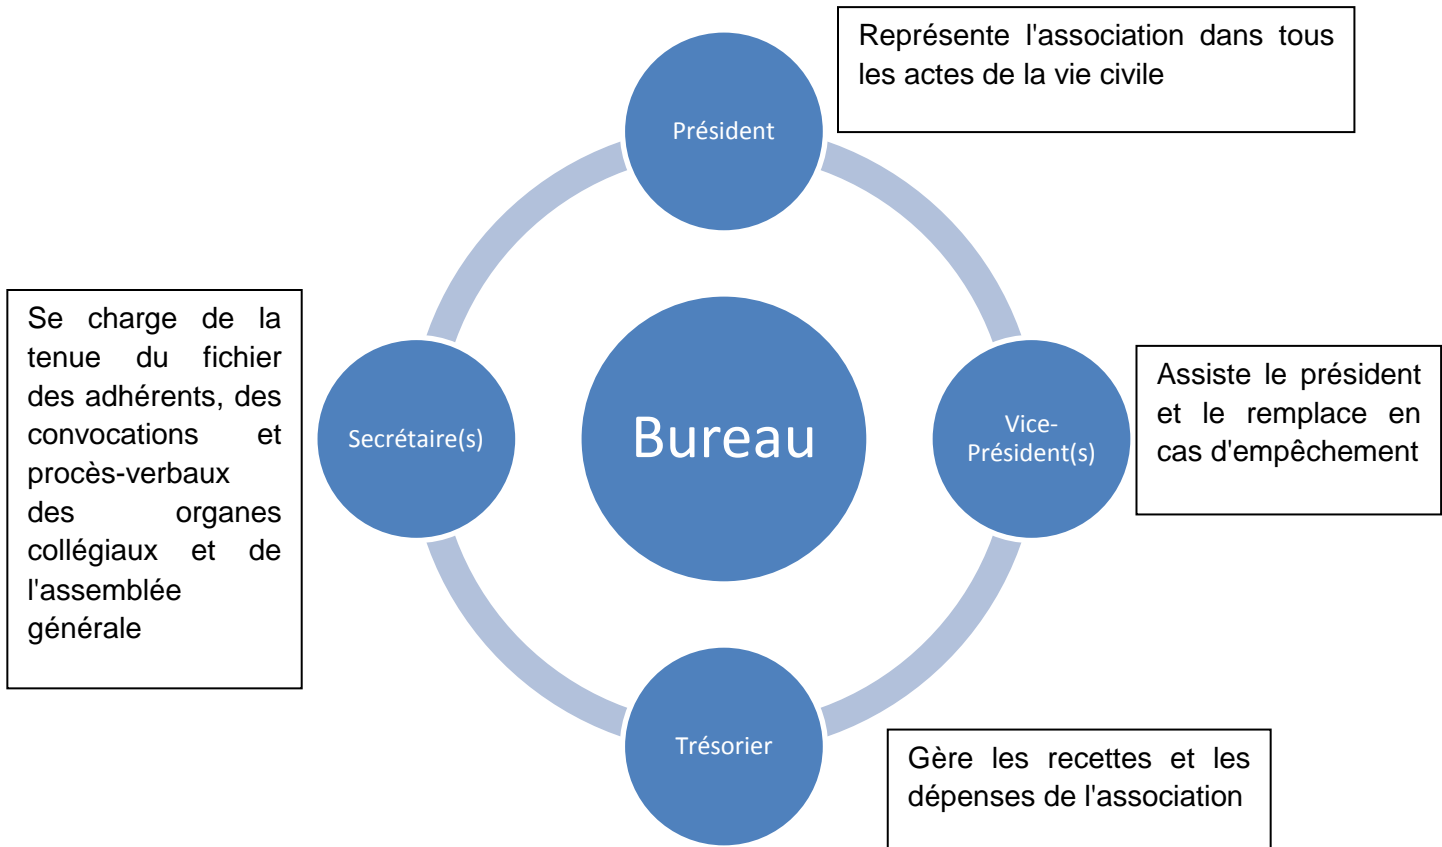 Représente l'association dans tous
les actes de la vie civile
Président
Se charge de la
tenue du fichier
des adhérents, des
convocations et
procès-verbaux
des organes
collégiaux et de
l'assemblée
générale
Secrétaire(s)
Bureau
Vice-
Président(s)
Assiste le président
et le remplace en
cas d'empêchement
Trésorier
Gère les recettes et les
dépenses de l'association